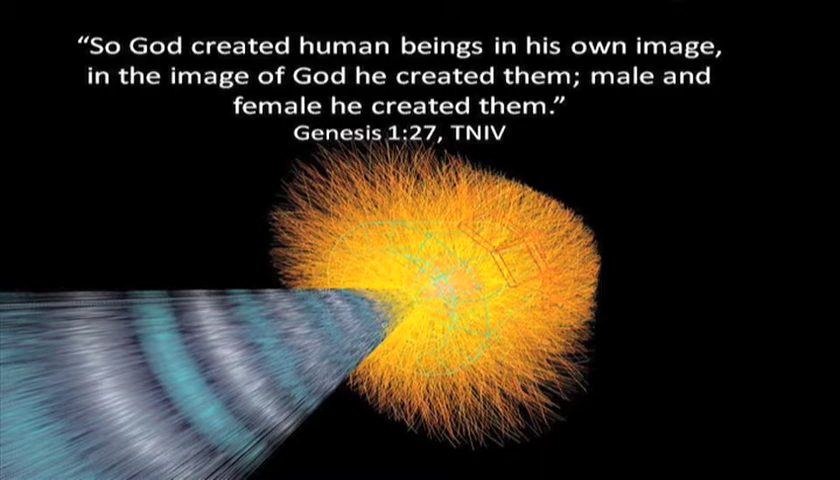 “So God created human beings in his own image,
in the image of God he created them; male and
female he created them.”
Genesis 1:27, TNIV